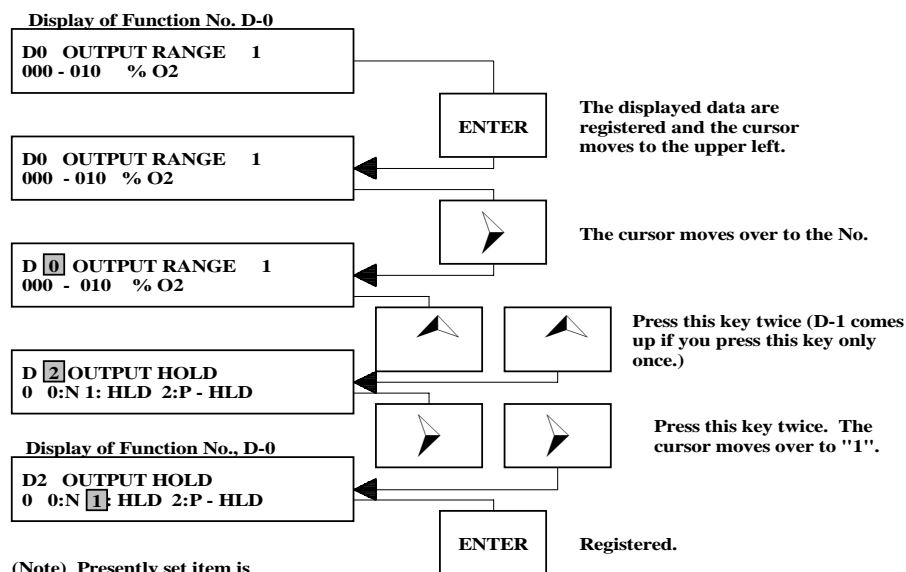 Display of Function No. D-0
D0 OUTPUT RANGE 1
000 - 010 % O2
ENTER
The displayed data are
registered and the cursor
moves to the upper left.
D0 OUTPUT RANGE 1
000 - 010 % O2
The cursor moves over to the No.
D 0 OUTPUT RANGE 1
000 - 010 % O2
Press this key twice (D-1 comes
up if you press this key only
once.)
D 2 OUTPUT HOLD
0 0:N 1: HLD 2:P - HLD
Press this key twice. The
cursor moves over to "1".
Display of Function No., D-0
D2 OUTPUT HOLD
0 0:N 1: HLD 2:P - HLD
ENTER
Registered.
(Note) Presently set item is